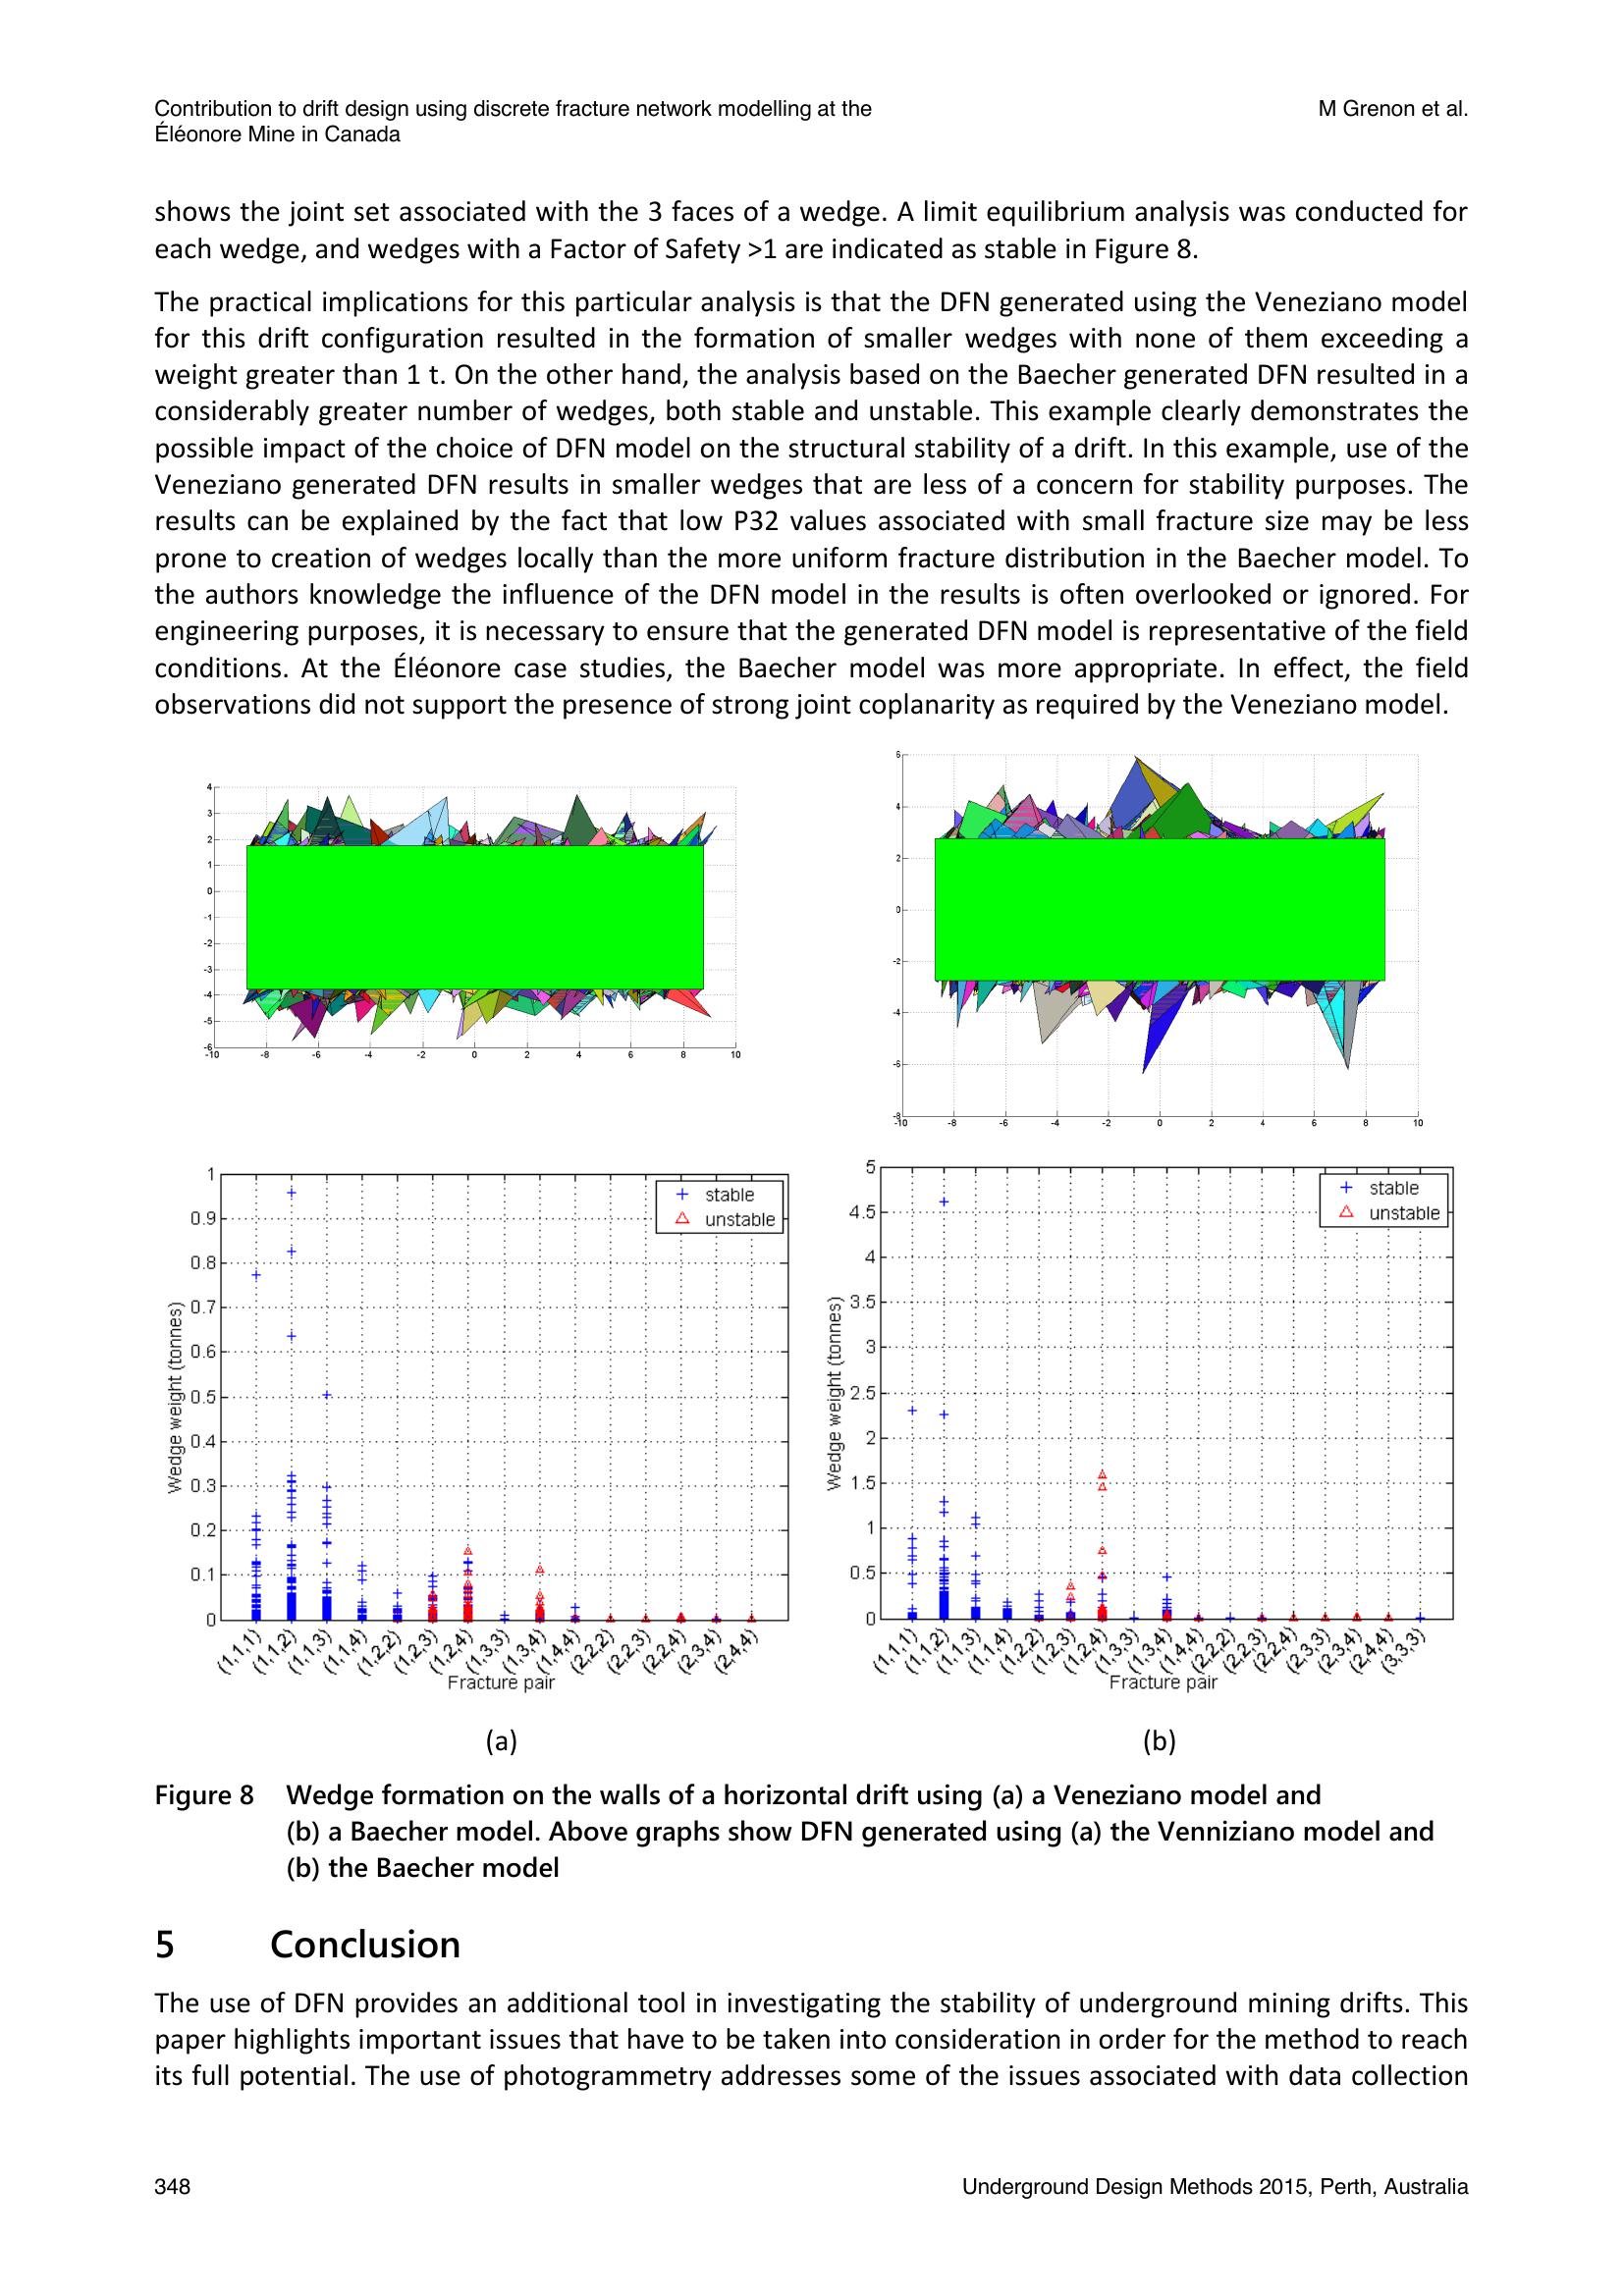 Contribution to drift design using discrete fracture network modelling at the
Éléonore Mine in Canada
M Grenon et al.
shows the joint set associated with the 3 faces of a wedge. A limit equilibrium analysis was conducted for
each wedge, and wedges with a Factor of Safety >1 are indicated as stable in Figure 8.
The practical implications for this particular analysis is that the DFN generated using the Veneziano model
for this drift configuration resulted in the formation of smaller wedges with none of them exceeding a
weight greater than 1 t. On the other hand, the analysis based on the Baecher generated DFN resulted in a
considerably greater number of wedges, both stable and unstable. This example clearly demonstrates the
possible impact of the choice of DFN model on the structural stability of a drift. In this example, use of the
Veneziano generated DFN results in smaller wedges that are less of a concern for stability purposes. The
results can be explained by the fact that low P32 values associated with small fracture size may be less
prone to creation of wedges locally than the more uniform fracture distribution in the Baecher model. To
the authors knowledge the influence of the DFN model in the results is often overlooked or ignored. For
engineering purposes, it is necessary to ensure that the generated DFN model is representative of the field
conditions. At the Éléonore case studies, the Baecher model was more appropriate. In effect, the field
observations did not support the presence of strong joint coplanarity as required by the Veneziano model.
4
3
2
1
0
-1
-2
-3
-4
-5
-6
-10 -8 -6 -4 -2 0 2 4 6 8 10
6
4
2
0
-2
-4
-6
-8
-10 -8 -6 -4 -2 0 2 4 6 8 10
1
0.9
0.8
0.7
0.6
0.5
0.4
0.3
0.2
0.1
0
Wedge weight (tonnes)
stable
unstable
(1,1,1) (1,1,2) (1,1,3) (1,1,4) (1,2,2) (1,2,3) (1,2,4) (1,3,3) (1,3,4) (1,4,4) (2,2,2) (2,2,3) (2,2,4) (2,3,4) (2,4,4)
Fracture pair
5
4.5
4
3.5
3
2.5
2
1.5
1
0.5
0
Wedge weight (tonnes)
stable
unstable
(1,1,1) (1,1,2) (1,1,3) (1,1,4) (1,2,2) (1,2,3) (1,2,4) (1,3,3) (1,3,4) (1,4,4) (2,2,2) (2,2,3) (2,2,4) (2,3,3) (2,3,4) (2,4,4) (3,3,3)
Fracture pair
(a)
(b)
Figure 8 Wedge formation on the walls of a horizontal drift using (a) a Veneziano model and
(b) a Baecher model. Above graphs show DFN generated using (a) the Venniziano model and
(b) the Baecher model
5 Conclusion
The use of DFN provides an additional tool in investigating the stability of underground mining drifts. This
paper highlights important issues that have to be taken into consideration in order for the method to reach
its full potential. The use of photogrammetry addresses some of the issues associated with data collection
348
Underground Design Methods 2015, Perth, Australia